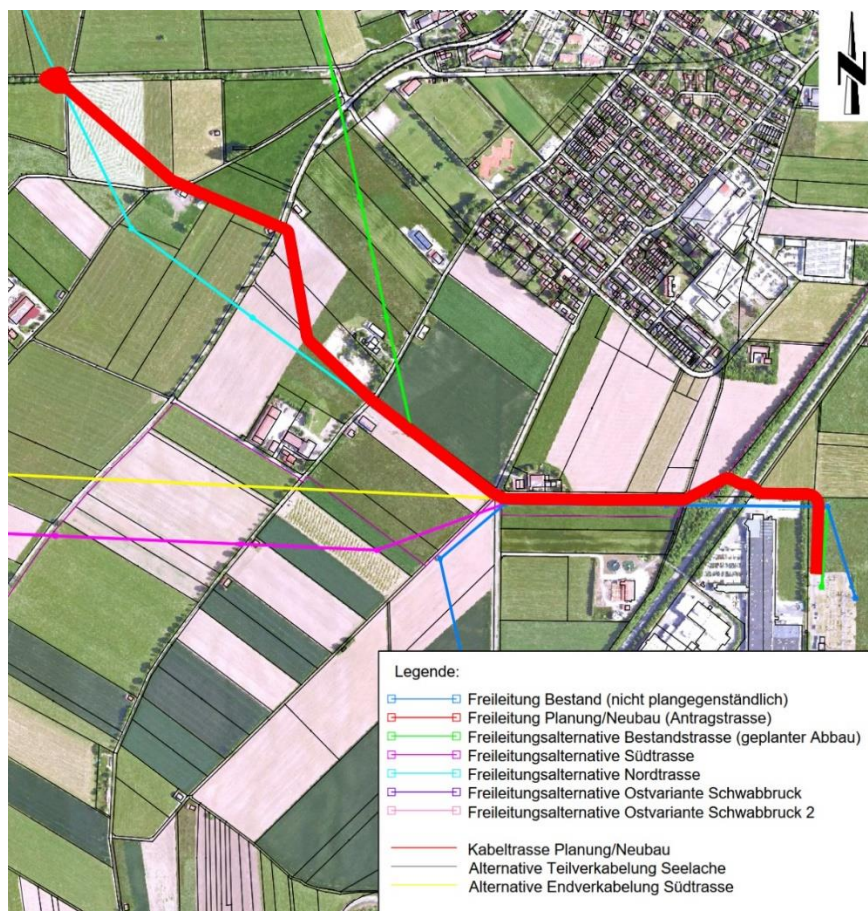 N
Legende:
Freileitung Bestand (nicht plangegenständlich)
Freileitung Planung/Neubau (Antragstrasse)
Freileitungsalternative Bestandstrasse (geplanter Abbau)
Freileitungsalternative Südtrasse
Freileitungsalternative Nordtrasse
Freileitungsalternative Ostvariante Schwabbruck
Freileitungsalternative Ostvariante Schwabbruck 2
Kabeltrasse Planung/Neubau
Alternative Teilverkabelung Seelache
Alternative Endverkabelung Südtrasse